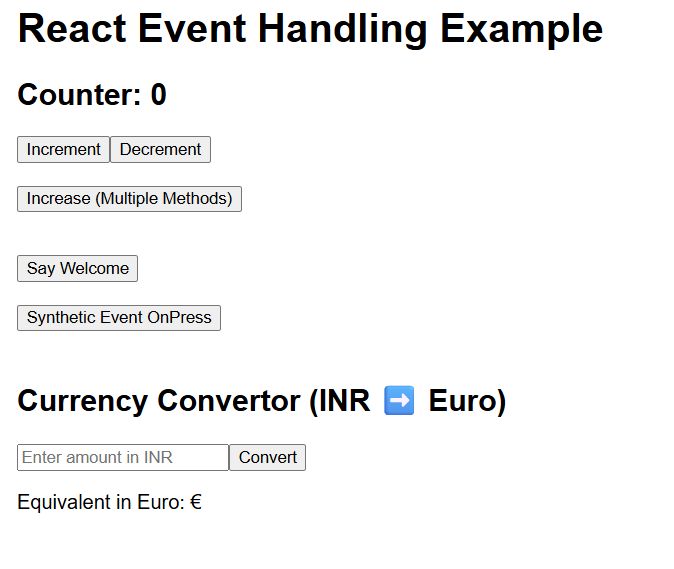 React Event Handling Example
Counter: 0
Increment Decrement
Increase (Multiple Methods)
Say Welcome
Synthetic Event OnPress
Currency Convertor (INR ➡️ Euro)
Enter amount in INR Convert
Equivalent in Euro: €